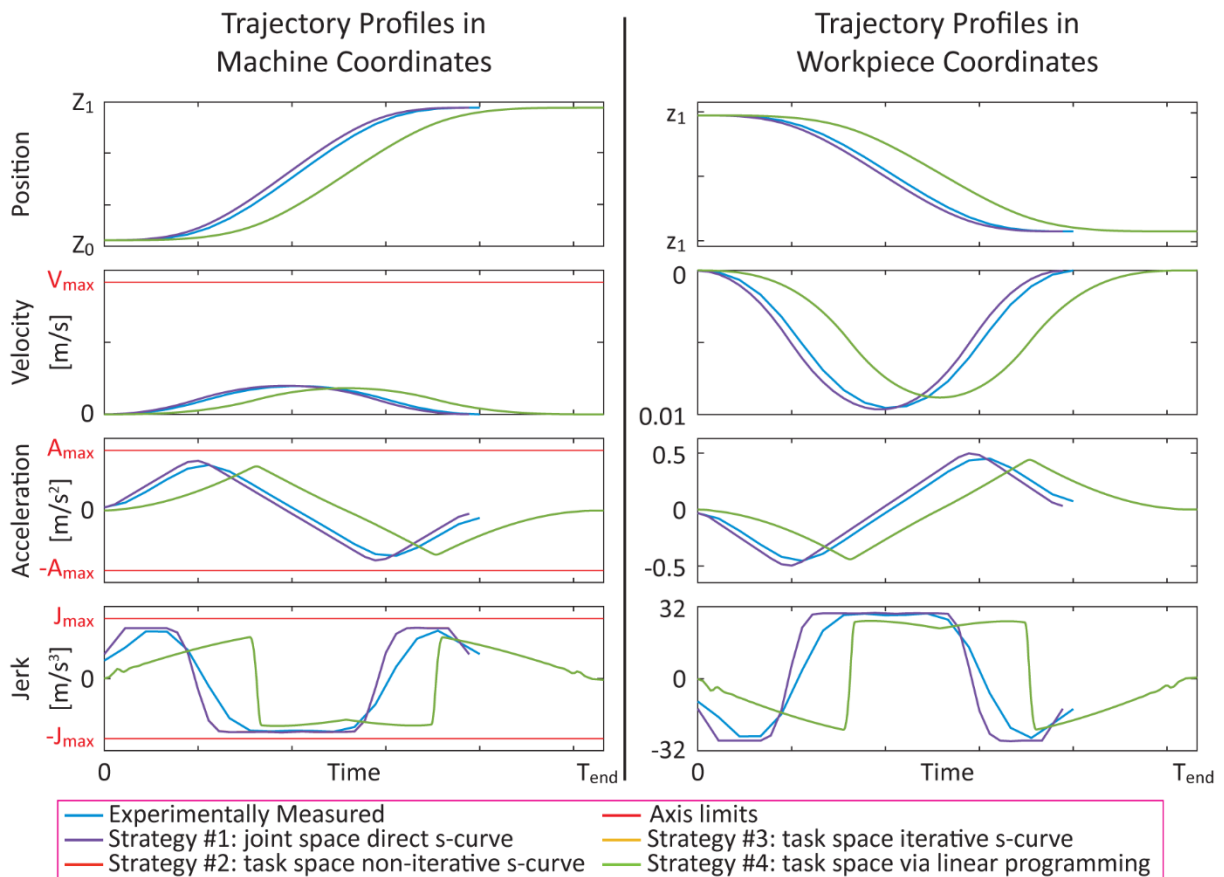 Trajectory Profiles in
Machine Coordinates
Trajectory Profiles in
Workpiece Coordinates
Position
Z1
Z0
z1
z1
Velocity
[m/s]
Vmax
0
0
0.01
Acceleration
[m/s²]
Amax
0
-Amax
0.5
0
-0.5
Jerk
[m/s³]
Jmax
0
-Jmax
32
0
-32
0
Time
Tend
0
Time
Tend
Experimentally Measured
Axis limits
Strategy #1: joint space direct s-curve
Strategy #3: task space iterative s-curve
Strategy #2: task space non-iterative s-curve
Strategy #4: task space via linear programming